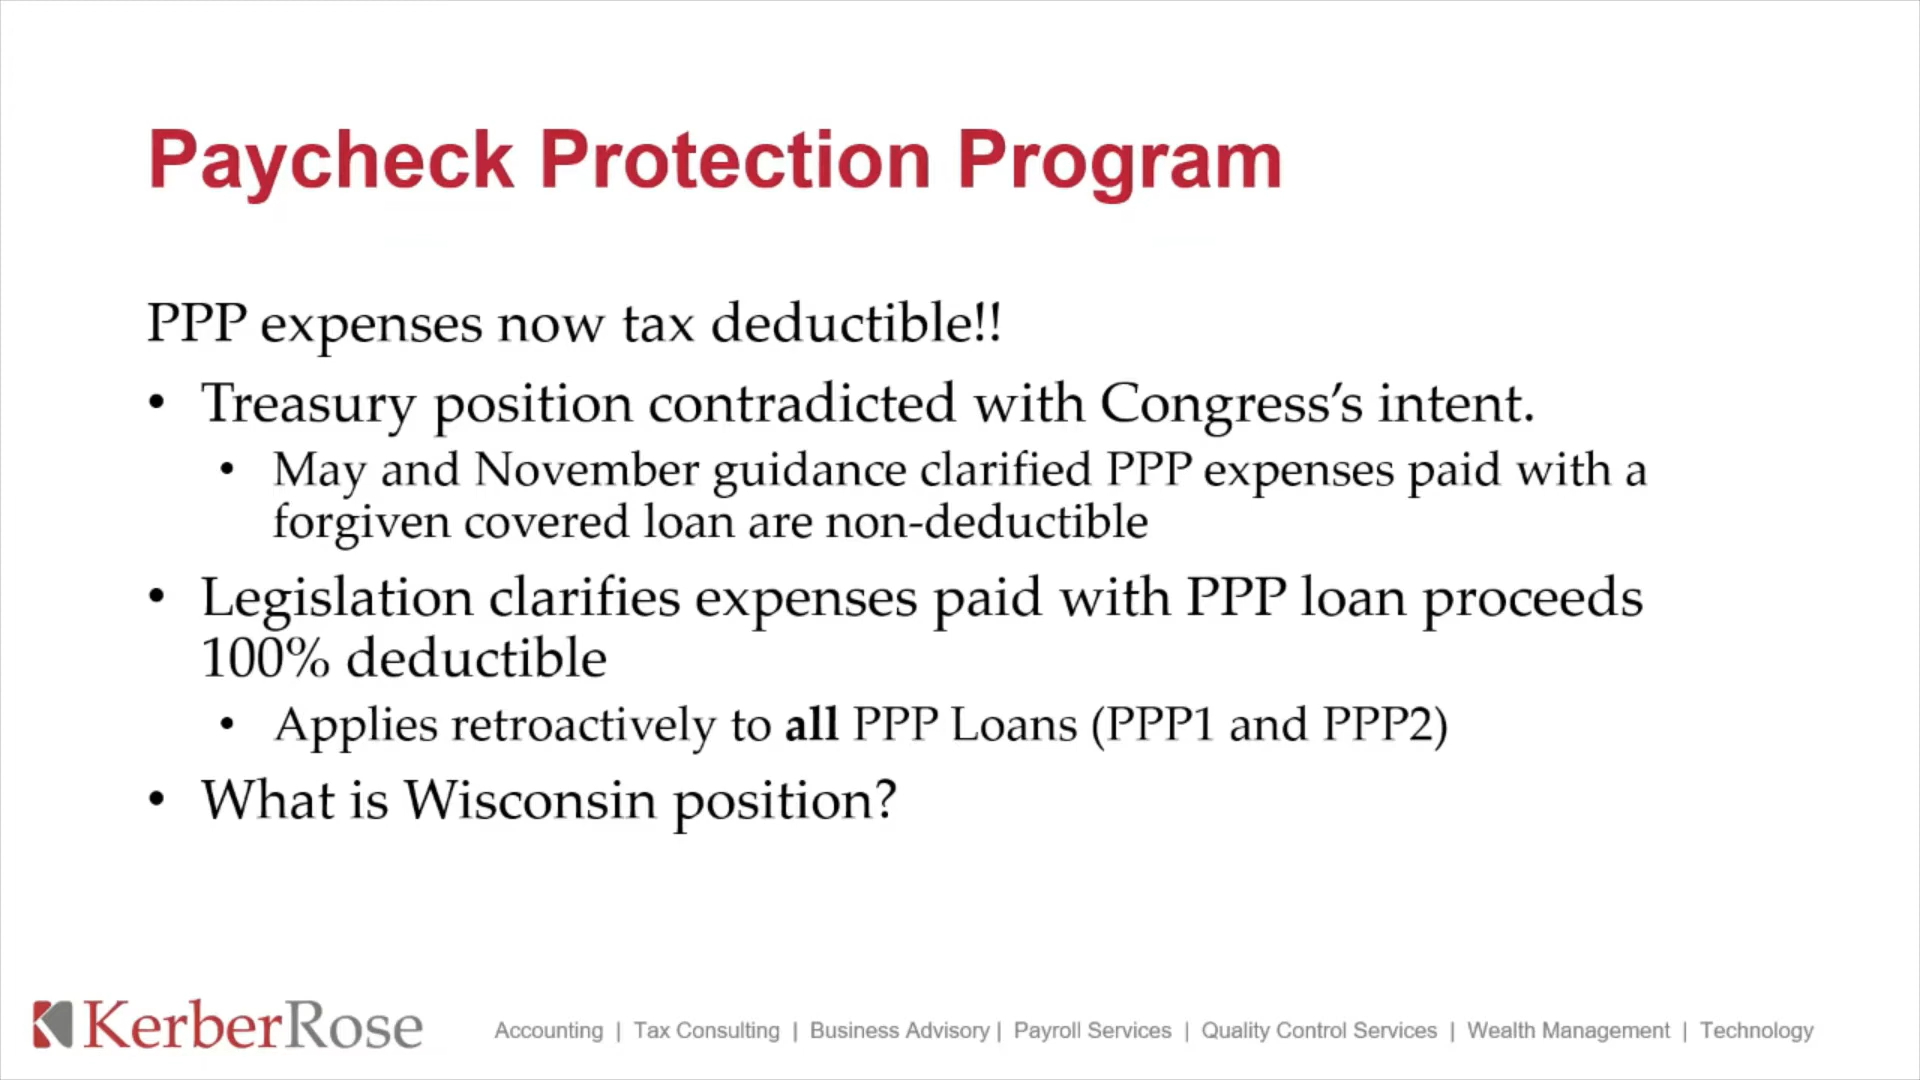 Paycheck Protection Program
PPP expenses now tax deductible!!
• Treasury position contradicted with Congress’s intent.
• May and November guidance clarified PPP expenses paid with a
forgiven covered loan are non-deductible
• Legislation clarifies expenses paid with PPP loan proceeds
100% deductible
• Applies retroactively to all PPP Loans (PPP1 and PPP2)
• What is Wisconsin position?
KerberRose
Accounting | Tax Consulting | Business Advisory | Payroll Services | Quality Control Services | Wealth Management | Technology